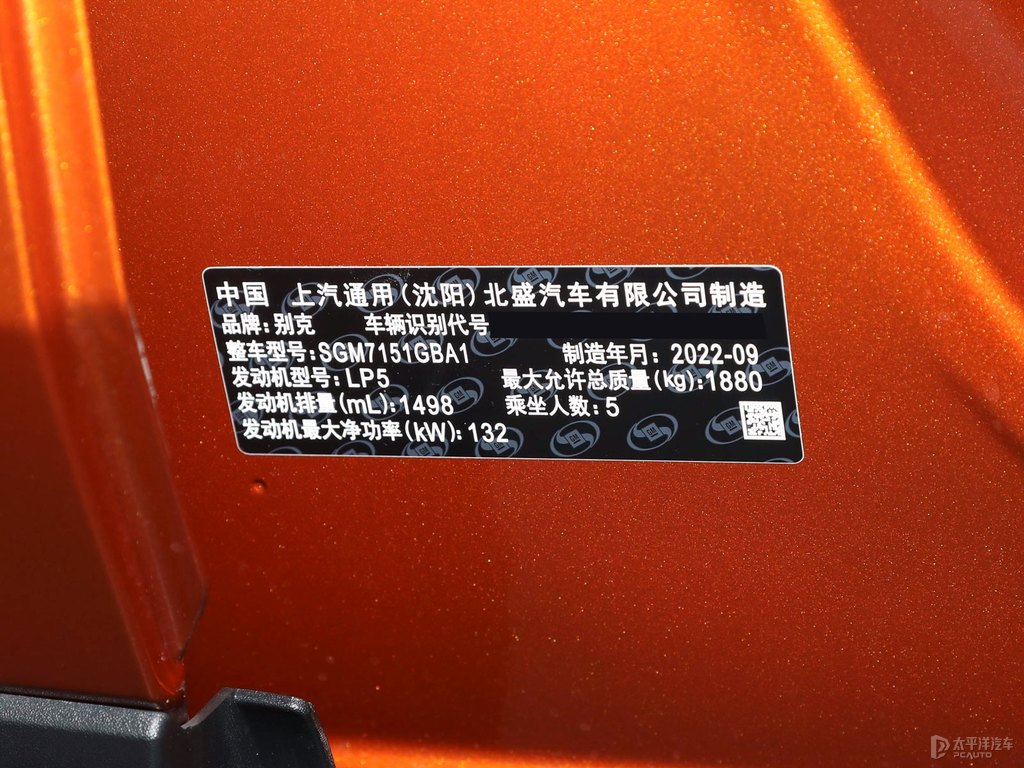 中国 上汽通用(沈阳)北盛汽车有限公司制造
品牌:别克 车辆识别代号
整车型号:SGM7151GBA1 制造年月: 2022-09
发动机型号: LP5 最大允许总质量(kg):1880
发动机排量(mL):1498 乘坐人数: 5
发动机最大净功率(kW): 132
太平洋汽车
PCAUTO